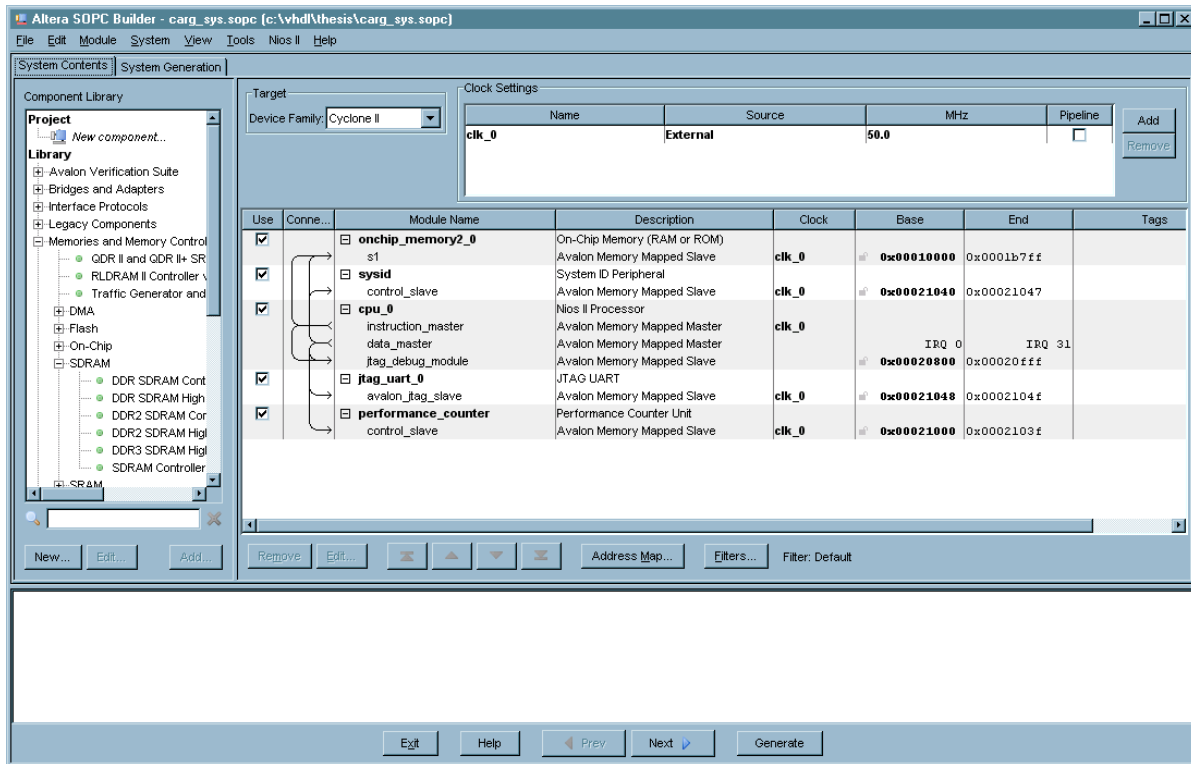 Altera SOPC Builder - carg_sys.sopc (c:\vhdl\thesis\carg_sys.sopc)
File Edit Module System View Tools Nios II Help
System Contents System Generation
Component Library
Project
New component...
Library
Avalon Verification Suite
Bridges and Adapters
Interface Protocols
Legacy Components
Memories and Memory Control
QDR II and QDR II+ SR
RLDRAM II Controller
Traffic Generator and
DMA
Flash
On-Chip
SDRAM
DDR SDRAM Cont
DDR SDRAM High
DDR2 SDRAM Cor
DDR2 SDRAM Higl
DDR3 SDRAM Higl
SDRAM Controller
SRAM
New... Edit... Add...
Target
Device Family: Cyclone II
Clock Settings
Name Source MHz Pipeline
clk_0 External 50.0
Add
Remove
Use Conne... Module Name Description Clock Base End Tags
onchip_memory2_0 On-Chip Memory (RAM or ROM)
s1 Avalon Memory Mapped Slave clk_0 0x00010000 0x0001b7ff
sysid System ID Peripheral
control_slave Avalon Memory Mapped Slave clk_0 0x00021040 0x00021047
cpu_0 Nios II Processor
instruction_master Avalon Memory Mapped Master clk_0
data_master Avalon Memory Mapped Master IRQ 0 IRQ 31
jtag_debug_module Avalon Memory Mapped Slave 0x00020800 0x00020fff
jtag_uart_0 JTAG UART
avalon_jtag_slave Avalon Memory Mapped Slave clk_0 0x00021048 0x0002104f
performance_counter Performance Counter Unit
control_slave Avalon Memory Mapped Slave clk_0 0x00021000 0x0002103f
Remove Edit... Address Map... Filters... Filter: Default
Exit Help Prev Next Generate